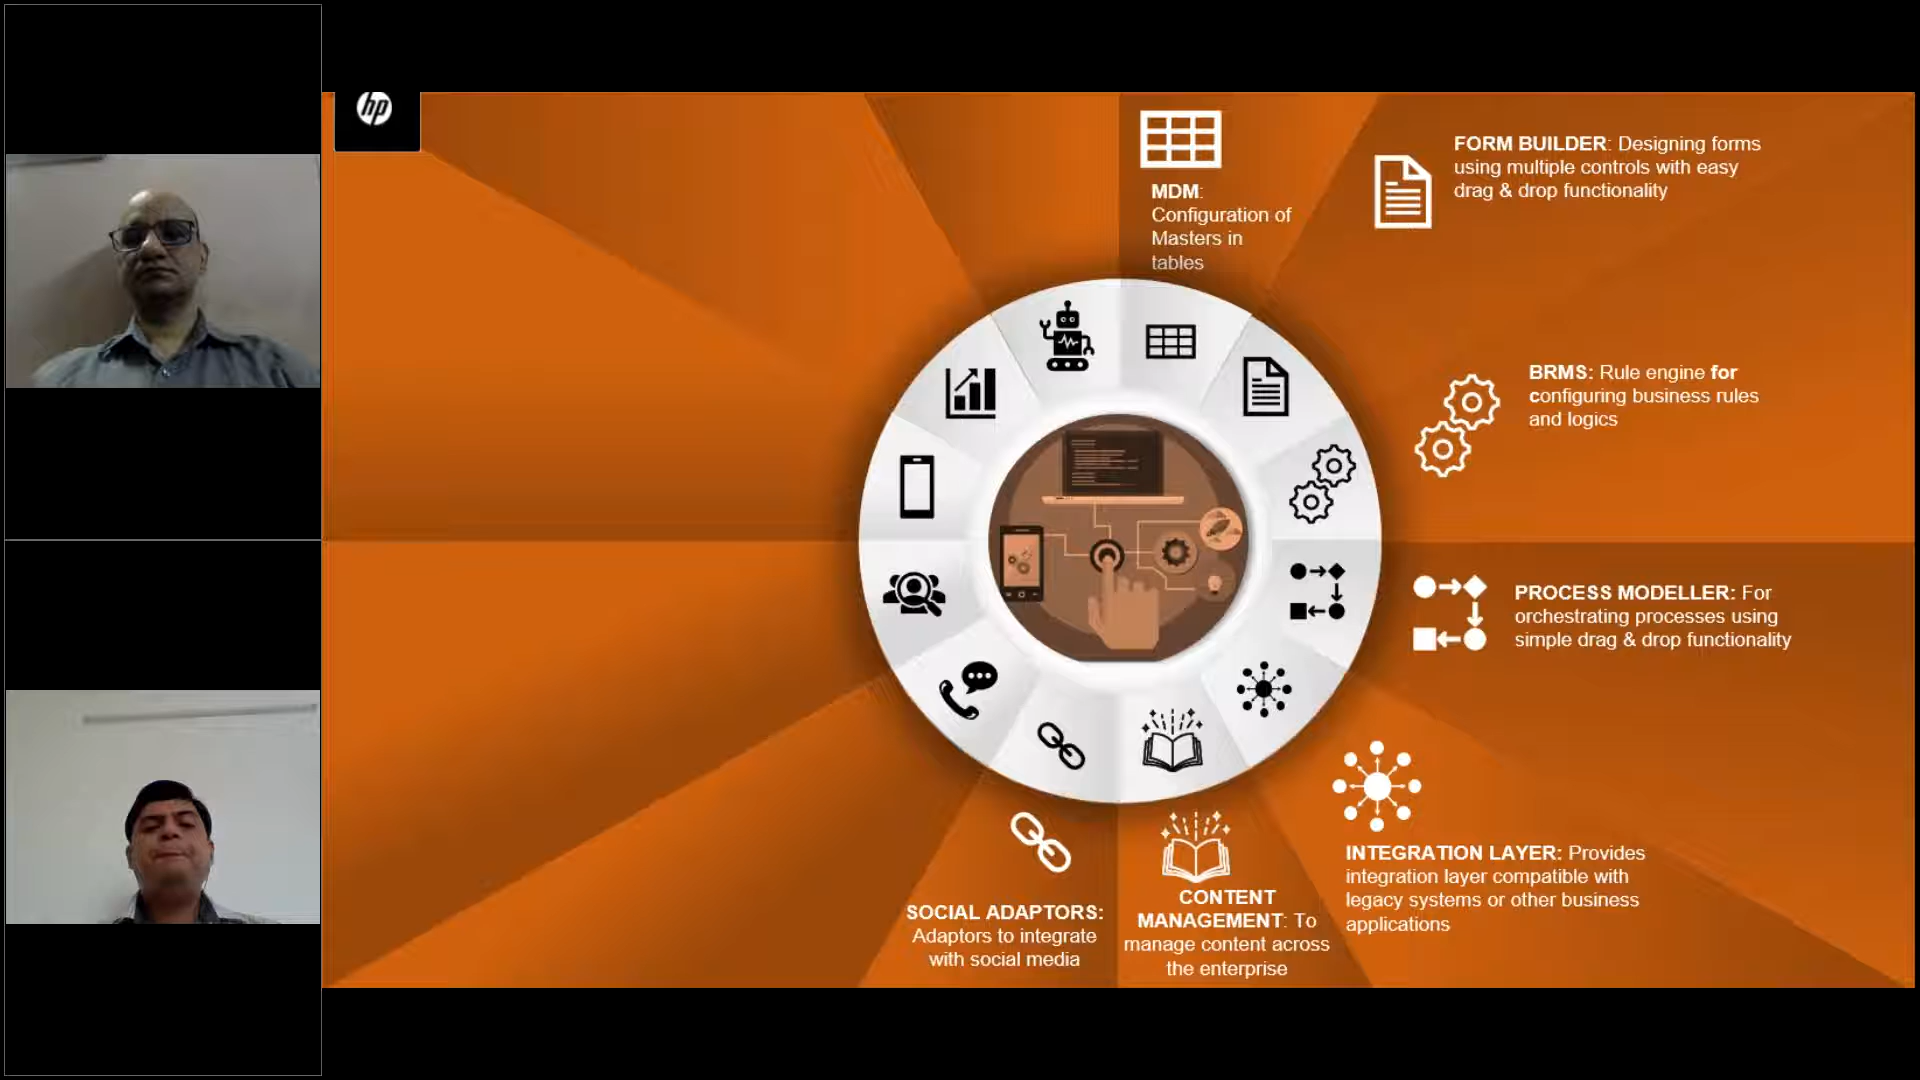 hp
MDM:
Configuration of
Masters in
tables
FORM BUILDER: Designing forms
using multiple controls with easy
drag & drop functionality
BRMS: Rule engine for
configuring business rules
and logics
PROCESS MODELLER: For
orchestrating processes using
simple drag & drop functionality
INTEGRATION LAYER: Provides
integration layer compatible with
legacy systems or other business
applications
CONTENT
MANAGEMENT: To
manage content across
the enterprise
SOCIAL ADAPTORS:
Adaptors to integrate
with social media